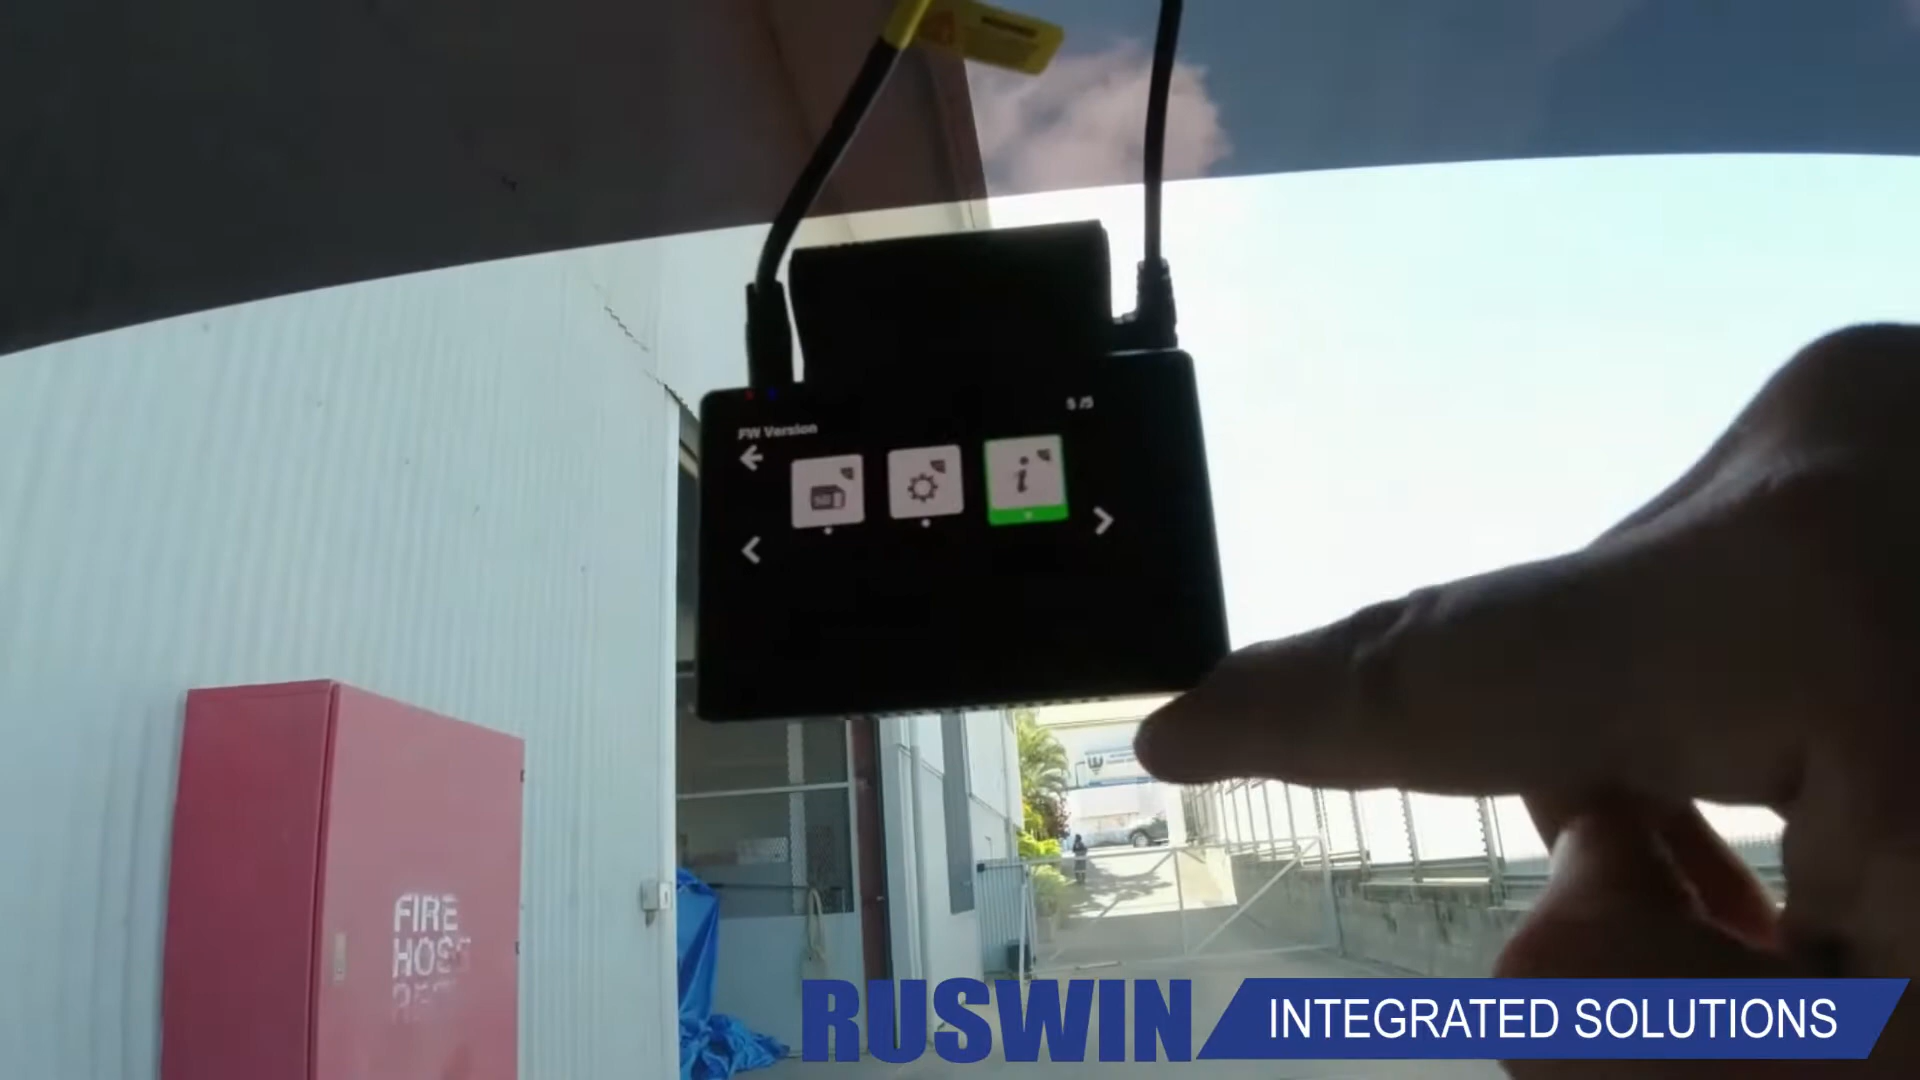 5 /5
FW Version
i
FIRE
HOSE
RUSWIN
INTEGRATED SOLUTIONS